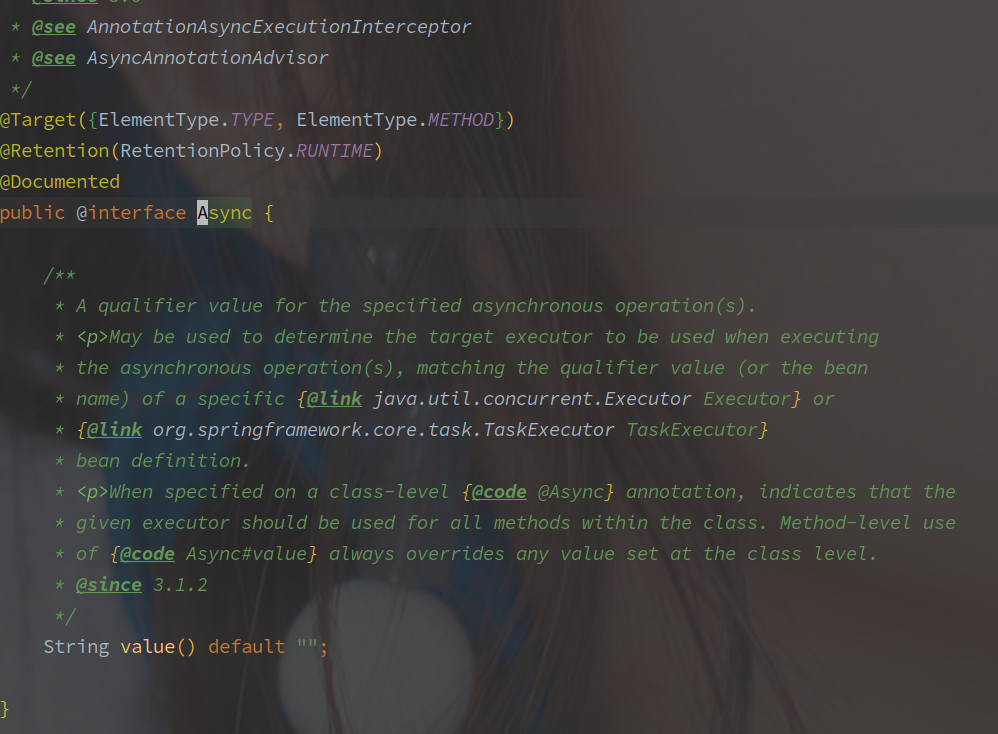 * @see AnnotationAsyncExecutionInterceptor
* @see AsyncAnnotationAdvisor
*/
@Target({ElementType.TYPE, ElementType.METHOD})
@Retention(RetentionPolicy.RUNTIME)
@Documented
public @interface Async {
/**
* A qualifier value for the specified asynchronous operation(s).
* <p>May be used to determine the target executor to be used when executing
* the asynchronous operation(s), matching the qualifier value (or the bean
* name) of a specific {@link java.util.concurrent.Executor Executor} or
* {@link org.springframework.core.task.TaskExecutor TaskExecutor}
* bean definition.
* <p>When specified on a class-level {@code @Async} annotation, indicates that the
* given executor should be used for all methods within the class. Method-level use
* of {@code Async#value} always overrides any value set at the class level.
* @since 3.1.2
*/
String value() default "";
}